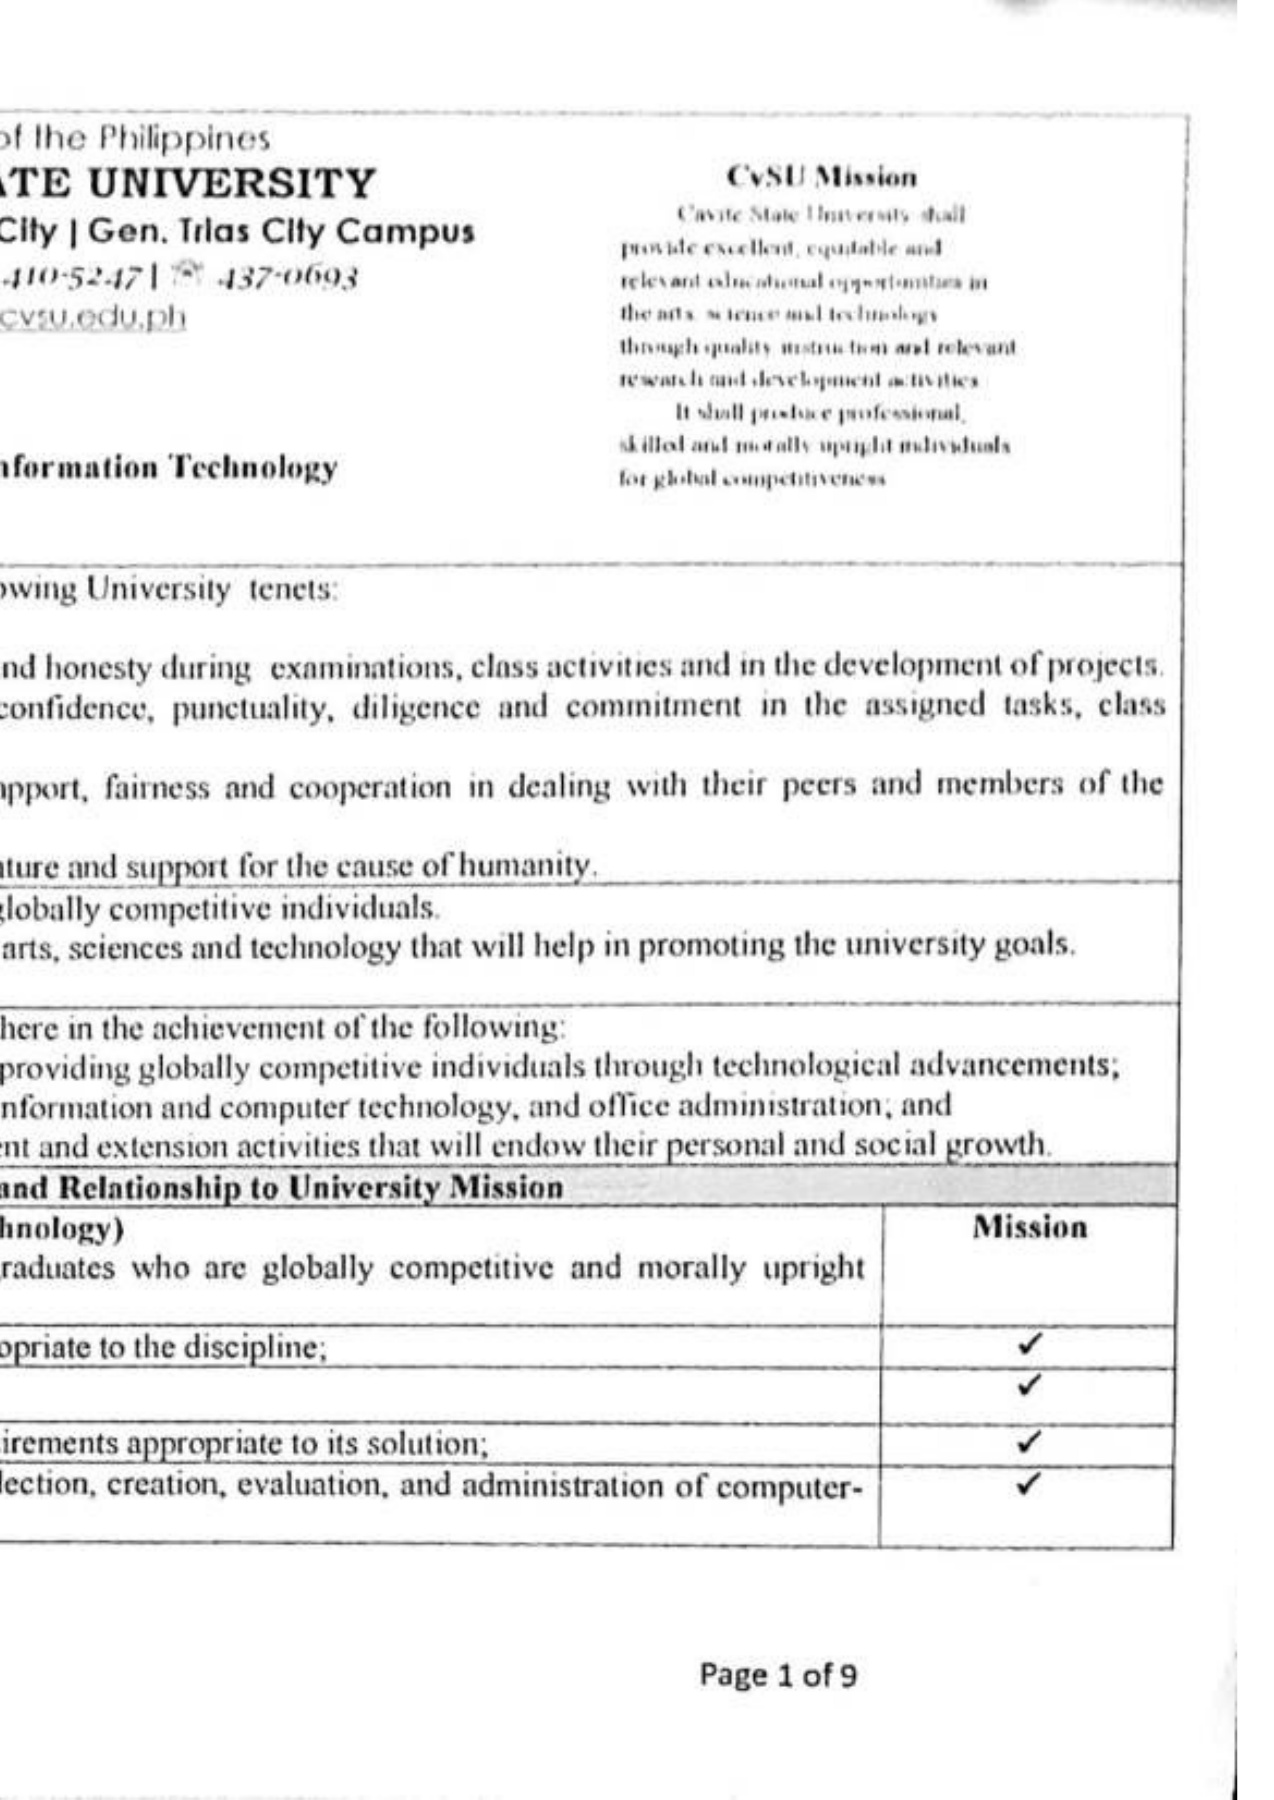 of the Philippines
ATE UNIVERSITY
City | Gen. Trias City Campus
410-5247 | ☏ 437-0693
cvsu.edu.ph
nformation Technology
CvSU Mission
Cavite State University shall
provide excellent, equitable and
relevant educational opportunities in
the arts, science and technology
through quality instruction and relevant
research and development activities
It shall produce professional,
skilled and morally upright individuals
for global competitiveness
owing University tenets:
nd honesty during examinations, class activities and in the development of projects.
confidence, punctuality, diligence and commitment in the assigned tasks, class
pport, fairness and cooperation in dealing with their peers and members of the
ture and support for the cause of humanity.
globally competitive individuals.
arts, sciences and technology that will help in promoting the university goals.
here in the achievement of the following:
providing globally competitive individuals through technological advancements;
nformation and computer technology, and office administration; and
nt and extension activities that will endow their personal and social growth.
and Relationship to University Mission
hnology)
Mission
raduates who are globally competitive and morally upright
opriate to the discipline; ✓
✓
irements appropriate to its solution; ✓
lection, creation, evaluation, and administration of computer- ✓
Page 1 of 9